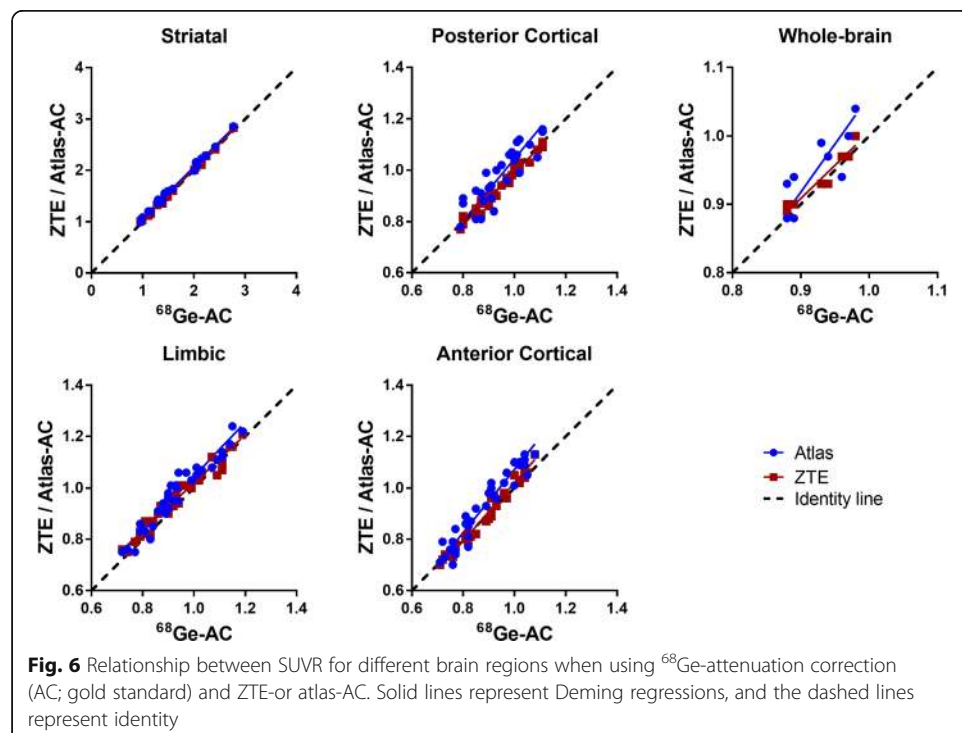 Striatal
ZTE / Atlas-AC
4
3
2
1
0
0 1 2 3 4
⁶⁸Ge-AC
Posterior Cortical
ZTE / Atlas-AC
1.4
1.2
1.0
0.8
0.6
0.6 0.8 1.0 1.2 1.4
⁶⁸Ge-AC
Whole-brain
ZTE / Atlas-AC
1.1
1.0
0.9
0.8
0.8 0.9 1.0 1.1
⁶⁸Ge-AC
Limbic
ZTE / Atlas-AC
1.4
1.2
1.0
0.8
0.6
0.6 0.8 1.0 1.2 1.4
⁶⁸Ge-AC
Anterior Cortical
ZTE / Atlas-AC
1.4
1.2
1.0
0.8
0.6
0.6 0.8 1.0 1.2 1.4
⁶⁸Ge-AC
Atlas
ZTE
Identity line
Fig. 6 Relationship between SUVR for different brain regions when using ⁶⁸Ge-attenuation correction
(AC; gold standard) and ZTE-or atlas-AC. Solid lines represent Deming regressions, and the dashed lines
represent identity